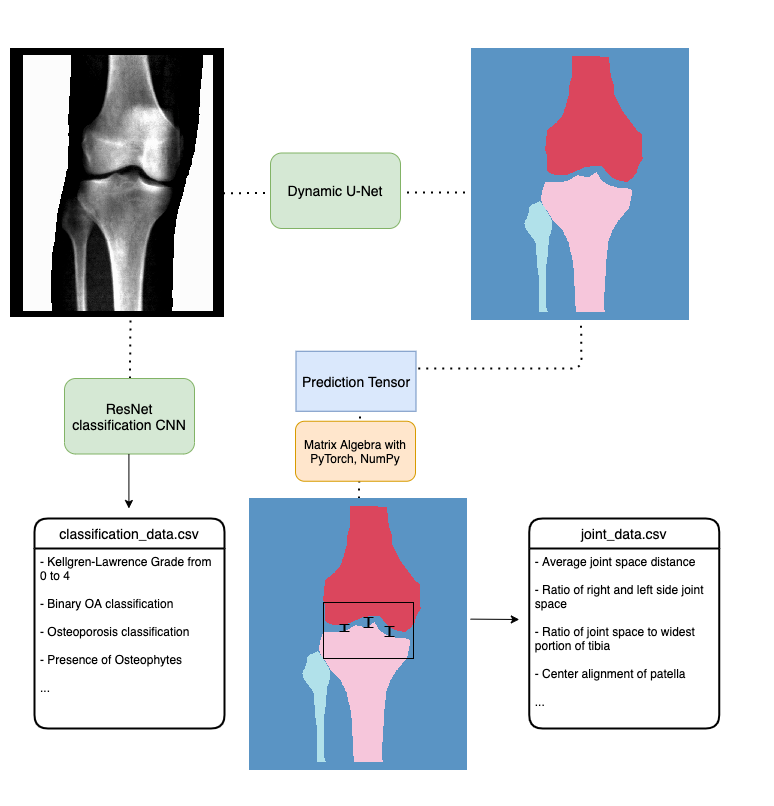 Dynamic U-Net
Prediction Tensor
ResNet
classification CNN
Matrix Algebra with
PyTorch, NumPy
classification_data.csv
- Kellgren-Lawrence Grade from
0 to 4
- Binary OA classification
- Osteoporosis classification
- Presence of Osteophytes
...
joint_data.csv
- Average joint space distance
- Ratio of right and left side joint
space
- Ratio of joint space to widest
portion of tibia
- Center alignment of patella
...